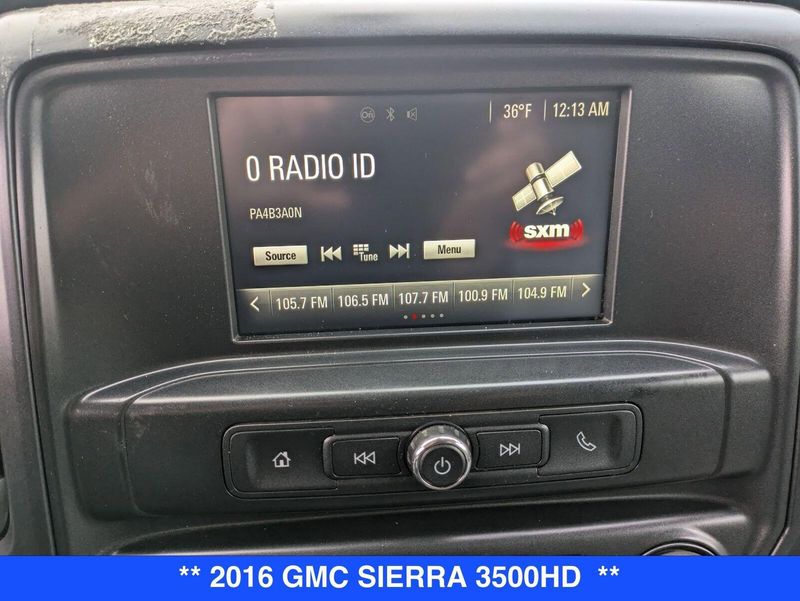 36°F 12:13 AM
0 RADIO ID
PA4B3A0N
sxm
Source Tune Menu
105.7 FM 106.5 FM 107.7 FM 100.9 FM 104.9 FM
** 2016 GMC SIERRA 3500HD **